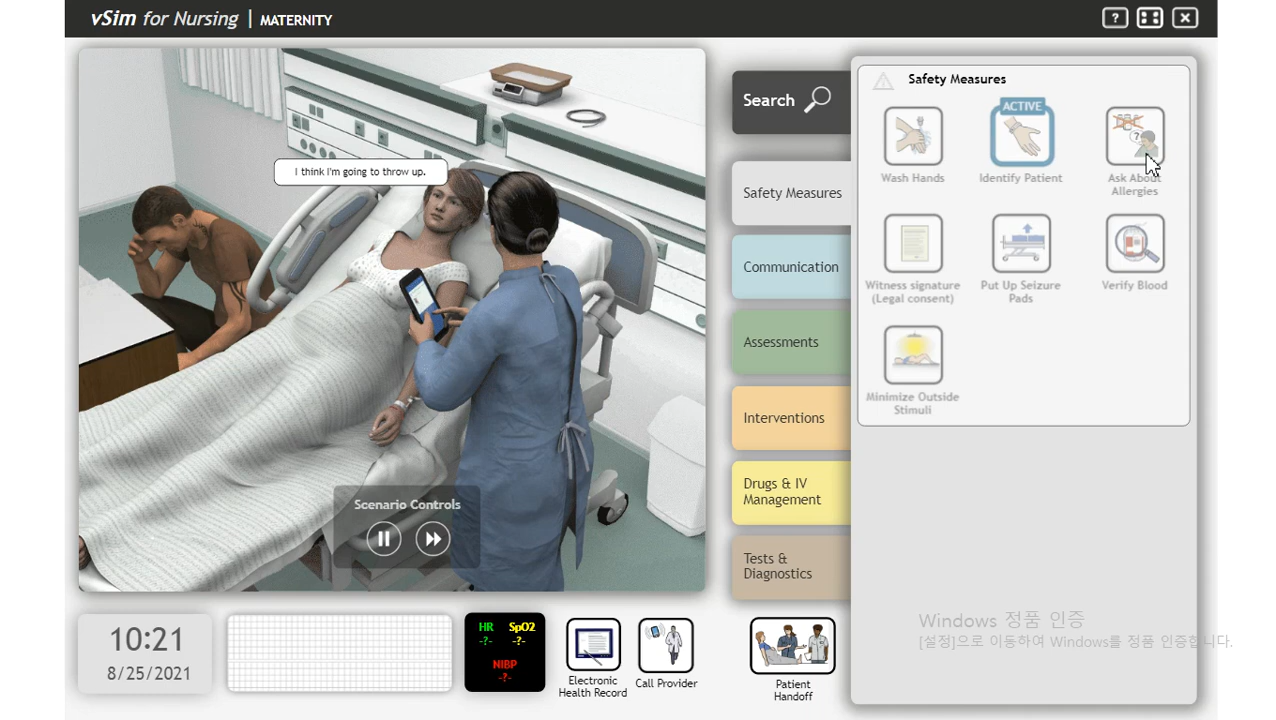 vSim for Nursing | MATERNITY
?
I think I'm going to throw up.
Scenario Controls
Search
Safety Measures
Communication
Assessments
Interventions
Drugs & IV
Management
Tests &
Diagnostics
Safety Measures
ACTIVE
Wash Hands
Identify Patient
Ask About
Allergies
Witness signature
(Legal consent)
Put Up Seizure
Pads
Verify Blood
Minimize Outside
Stimuli
10:21
8/25/2021
HR
-?-
SpO2
-?-
NIBP
-?-
Electronic
Health Record
Call Provider
Patient
Handoff
Windows 정품 인증
[설정]으로 이동하여 Windows를 정품 인증합니다.